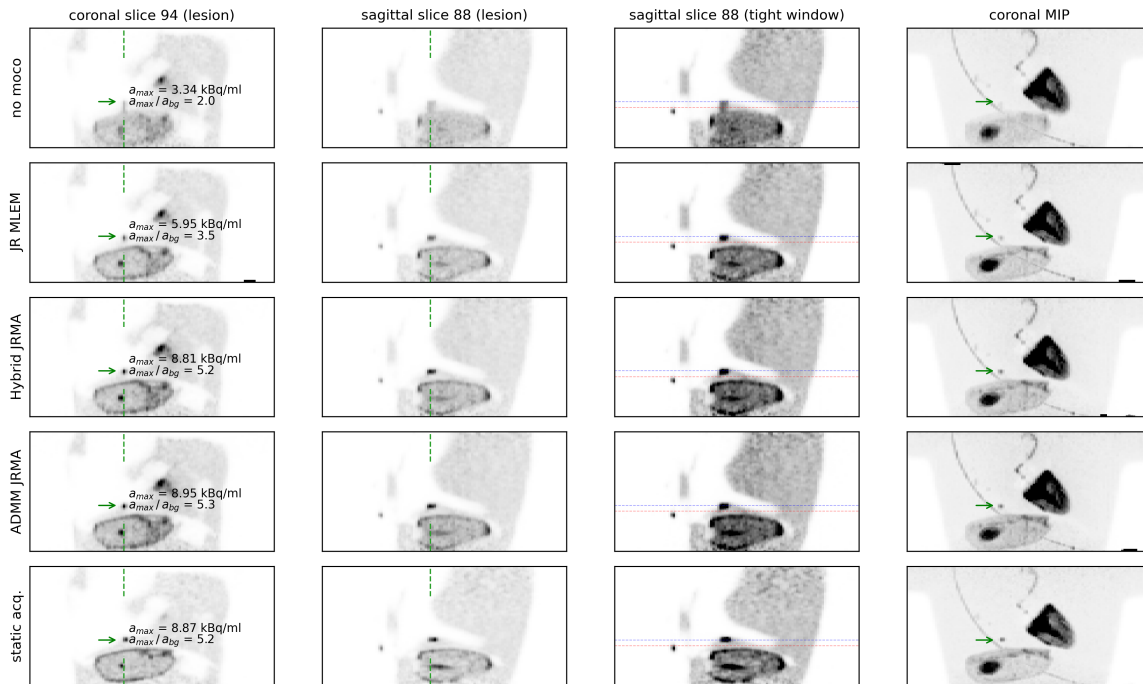 coronal slice 94 (lesion)
sagittal slice 88 (lesion)
sagittal slice 88 (tight window)
coronal MIP
no moco
a_max = 3.34 kBq/ml
a_max/a_bg = 2.0
JR MLEM
a_max = 5.95 kBq/ml
a_max/a_bg = 3.5
Hybrid JRMA
a_max = 8.81 kBq/ml
a_max/a_bg = 5.2
ADMM JRMA
a_max = 8.95 kBq/ml
a_max/a_bg = 5.3
static acq.
a_max = 8.87 kBq/ml
a_max/a_bg = 5.2